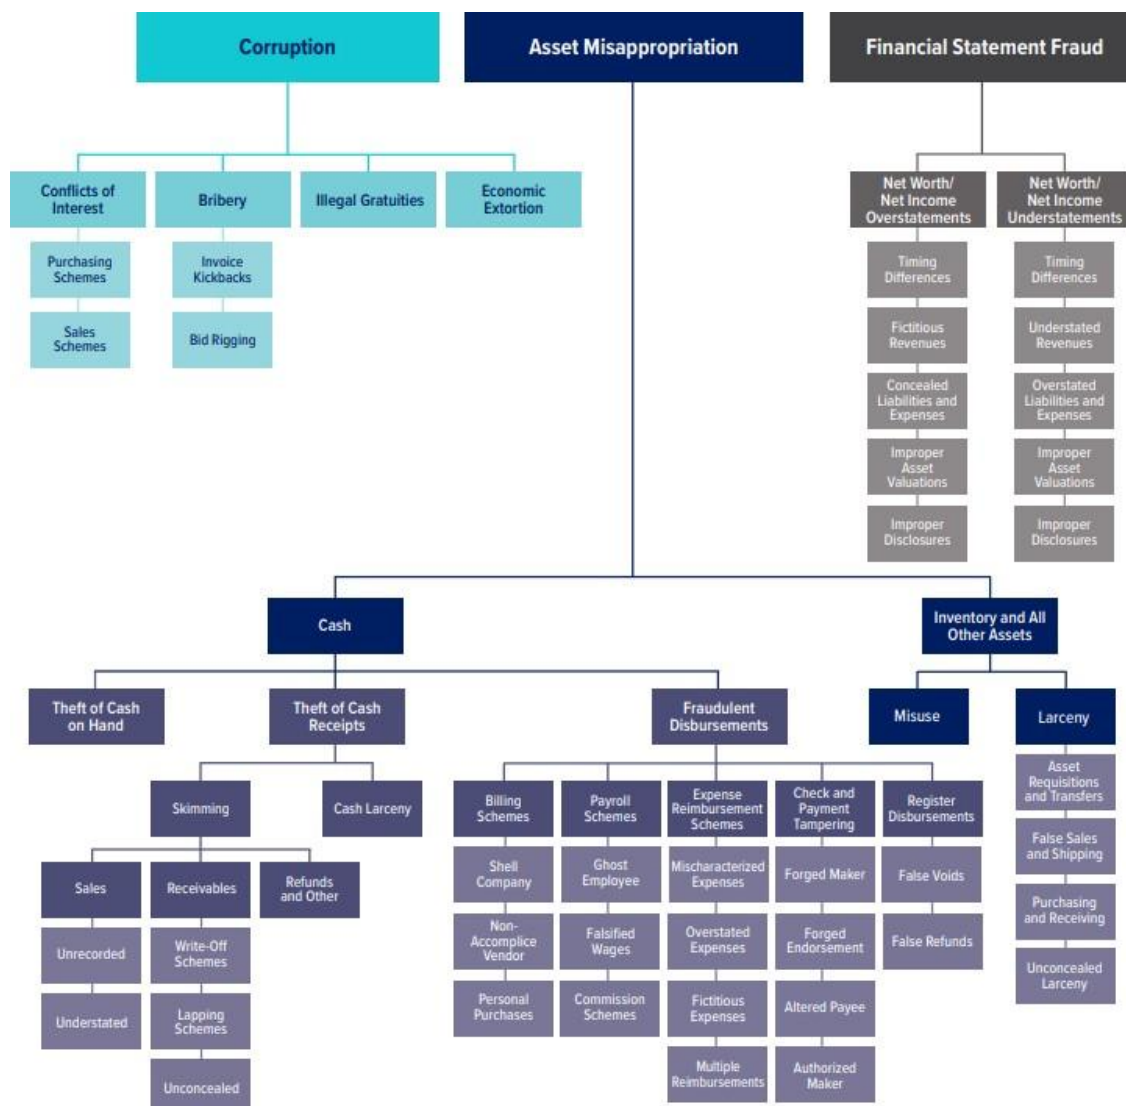 Corruption
Asset Misappropriation
Financial Statement Fraud
Conflicts of
Interest
Bribery
Illegal Gratuities
Economic
Extortion
Purchasing
Schemes
Sales
Schemes
Invoice
Kickbacks
Bid Rigging
Net Worth/
Net Income
Overstatements
Timing
Differences
Fictitious
Revenues
Concealed
Liabilities and
Expenses
Improper
Asset
Valuations
Improper
Disclosures
Net Worth/
Net Income
Understatements
Timing
Differences
Understated
Revenues
Overstated
Liabilities and
Expenses
Improper
Asset
Valuations
Improper
Disclosures
Cash
Inventory and All
Other Assets
Theft of Cash
on Hand
Theft of Cash
Receipts
Fraudulent
Disbursements
Misuse
Larceny
Skimming
Cash Larceny
Sales
Unrecorded
Understated
Receivables
Write-Off
Schemes
Lapping
Schemes
Unconcealed
Refunds
and Other
Billing
Schemes
Shell
Company
Non-
Accomplice
Vendor
Personal
Purchases
Payroll
Schemes
Ghost
Employee
Falsified
Wages
Commission
Schemes
Expense
Reimbursement
Schemes
Mischaracterized
Expenses
Overstated
Expenses
Fictitious
Expenses
Multiple
Reimbursements
Check and
Payment
Tampering
Forged Maker
Forged
Endorsement
Altered Payee
Authorized
Maker
Register
Disbursements
False Voids
False Refunds
Asset
Requisitions
and Transfers
False Sales
and Shipping
Purchasing
and Receiving
Unconcealed
Larceny